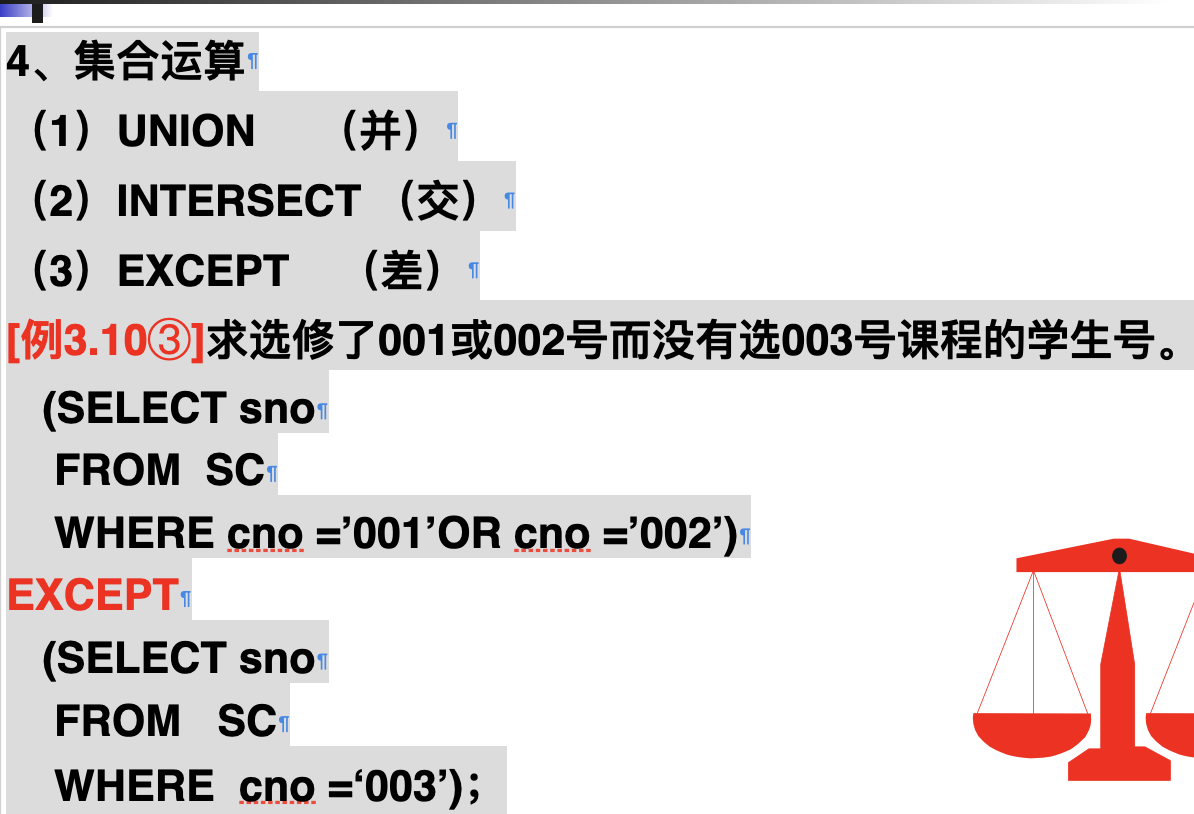 4、集合运算
（1）UNION （并）
（2）INTERSECT （交）
（3）EXCEPT （差）
[例3.10③]求选修了001或002号而没有选003号课程的学生号。
(SELECT sno
FROM SC
WHERE cno =’001’OR cno =’002’)
EXCEPT
(SELECT sno
FROM SC
WHERE cno =‘003’)；